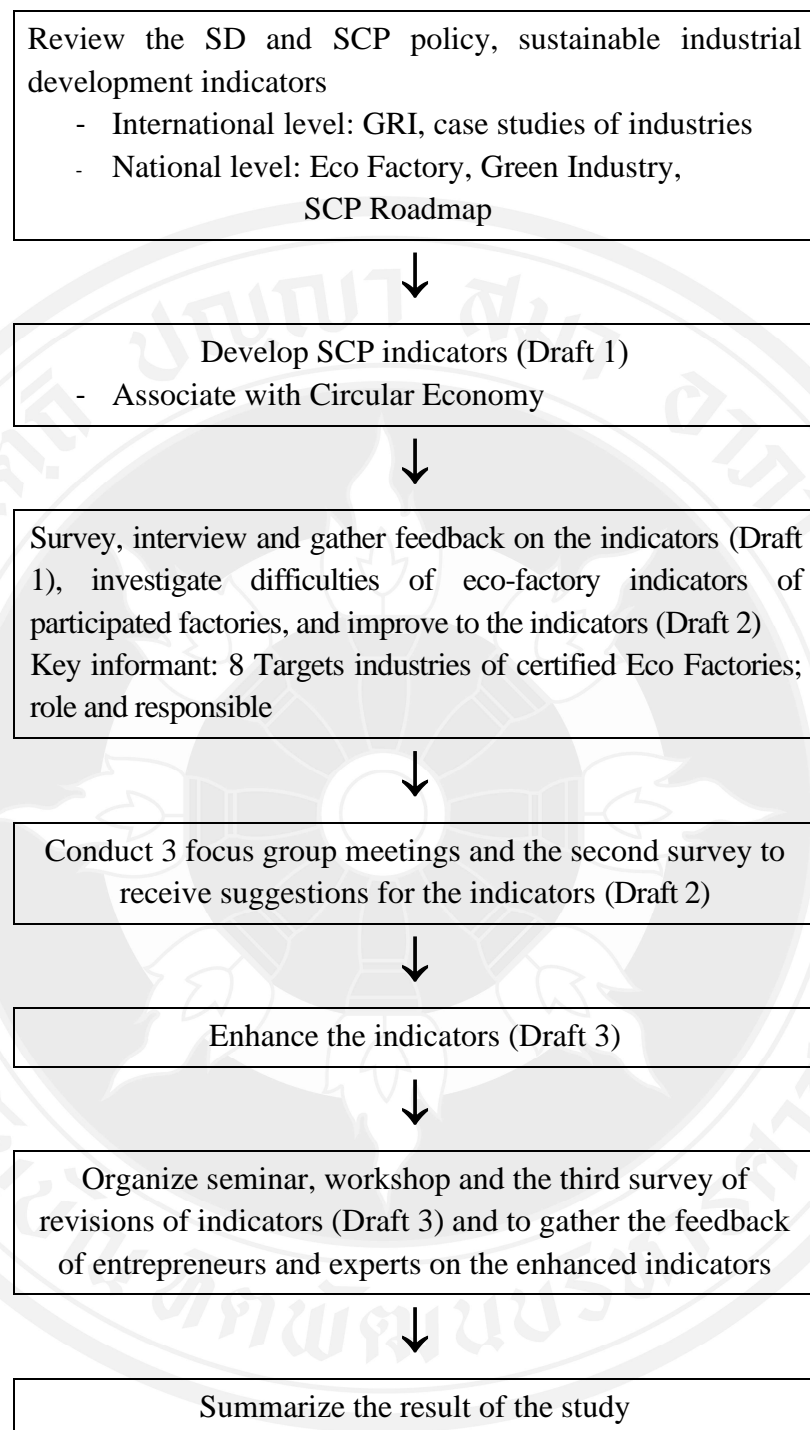 Review the SD and SCP policy, sustainable industrial
development indicators
- International level: GRI, case studies of industries
- National level: Eco Factory, Green Industry,
SCP Roadmap
↓
Develop SCP indicators (Draft 1)
- Associate with Circular Economy
↓
Survey, interview and gather feedback on the indicators (Draft
1), investigate difficulties of eco-factory indicators of
participated factories, and improve to the indicators (Draft 2)
Key informant: 8 Targets industries of certified Eco Factories;
role and responsible
↓
Conduct 3 focus group meetings and the second survey to
receive suggestions for the indicators (Draft 2)
↓
Enhance the indicators (Draft 3)
↓
Organize seminar, workshop and the third survey of
revisions of indicators (Draft 3) and to gather the feedback
of entrepreneurs and experts on the enhanced indicators
↓
Summarize the result of the study